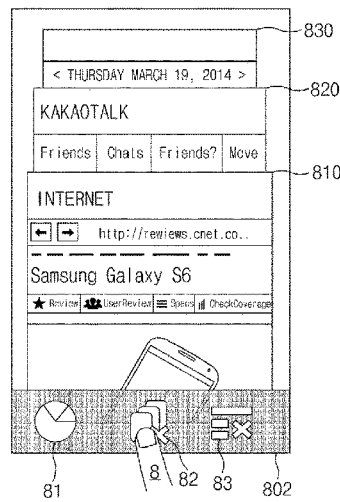 830
< THURSDAY MARCH 19, 2014 >
820
KAKAOTALK
Friends Chats Friends? Move
810
INTERNET
http://rewiews.cnet.co..
Samsung Galaxy S6
Review UserReview Specs CheckCoverage
81 8 82 83 802